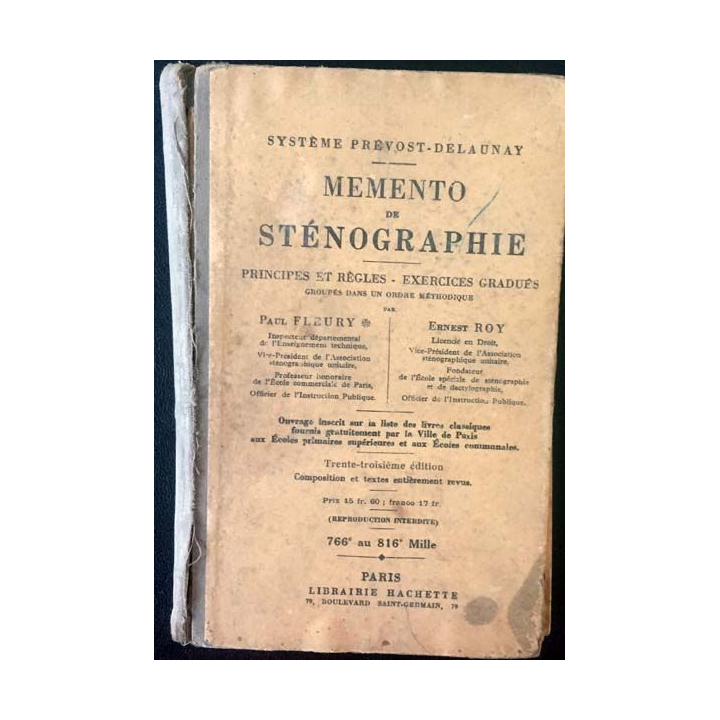 SYSTÈME PRÉVOST-DELAUNAY
MEMENTO
DE
STÉNOGRAPHIE
PRINCIPES ET RÈGLES - EXERCICES GRADUÉS
GROUPÉS DANS UN ORDRE MÉTHODIQUE
PAR
PAUL FLEURY
Inspecteur départemental
de l'Enseignement technique,
Vice-Président de l'Association
sténographique unitaire,
Professeur honoraire
de l'École commerciale de Paris,
Officier de l'Instruction Publique.
ERNEST ROY
Licencié en Droit,
Vice-Président de l'Association
sténographique unitaire,
Fondateur
de l'École spéciale de sténographie
et de dactylographie,
Officier de l'Instruction Publique.
Ouvrage inscrit sur la liste des livres classiques
fournis gratuitement par la Ville de Paris
aux Écoles primaires supérieures et aux Écoles communales.
Trente-troisième édition
Composition et textes entièrement revus.
Prix 15 fr. 60 ; franco 17 fr.
(REPRODUCTION INTERDITE)
766e au 816e Mille
PARIS
LIBRAIRIE HACHETTE
79, BOULEVARD SAINT-GERMAIN, 79